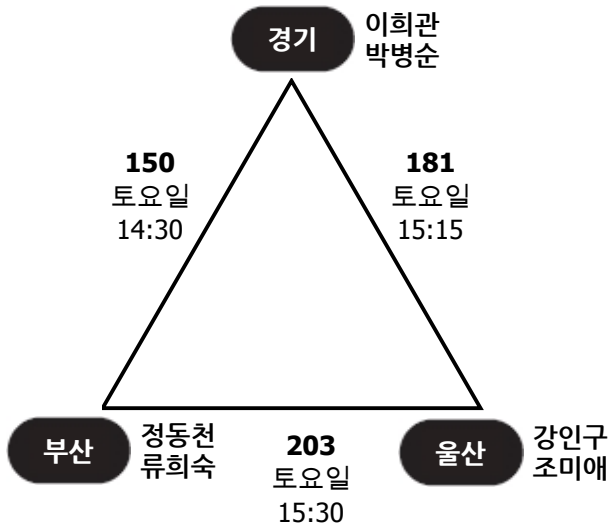 경기
이희관
박병순
150
토요일
14:30
181
토요일
15:15
부산
정동천
류희숙
203
토요일
15:30
울산
강인구
조미애